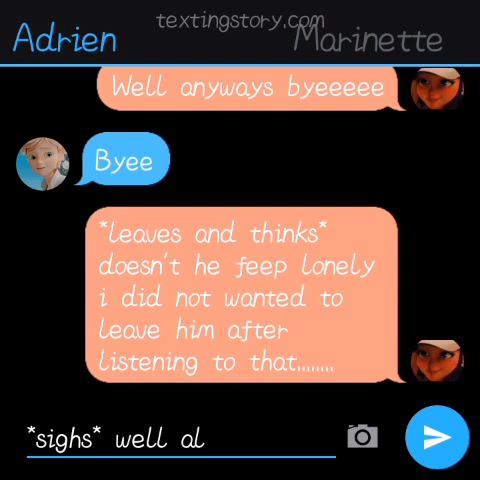 textingstory.com
Adrien
Marinette
Well anyways byeeeee
Byee
*leaves and thinks*
doesn't he feep lonely
i did not wanted to
leave him after
listening to that,,,,,,,,
*sighs* well al